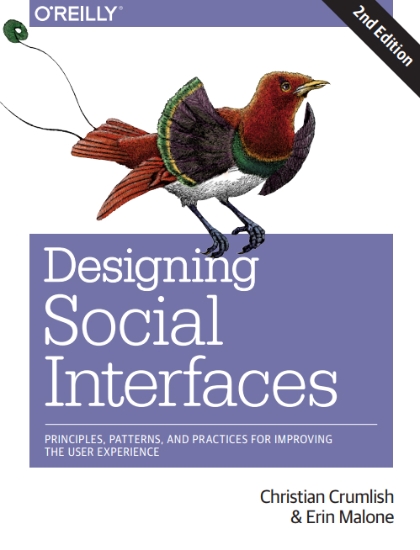 O'REILLY®
2nd Edition
Designing
Social
Interfaces
PRINCIPLES, PATTERNS, AND PRACTICES FOR IMPROVING
THE USER EXPERIENCE
Christian Crumlish
& Erin Malone